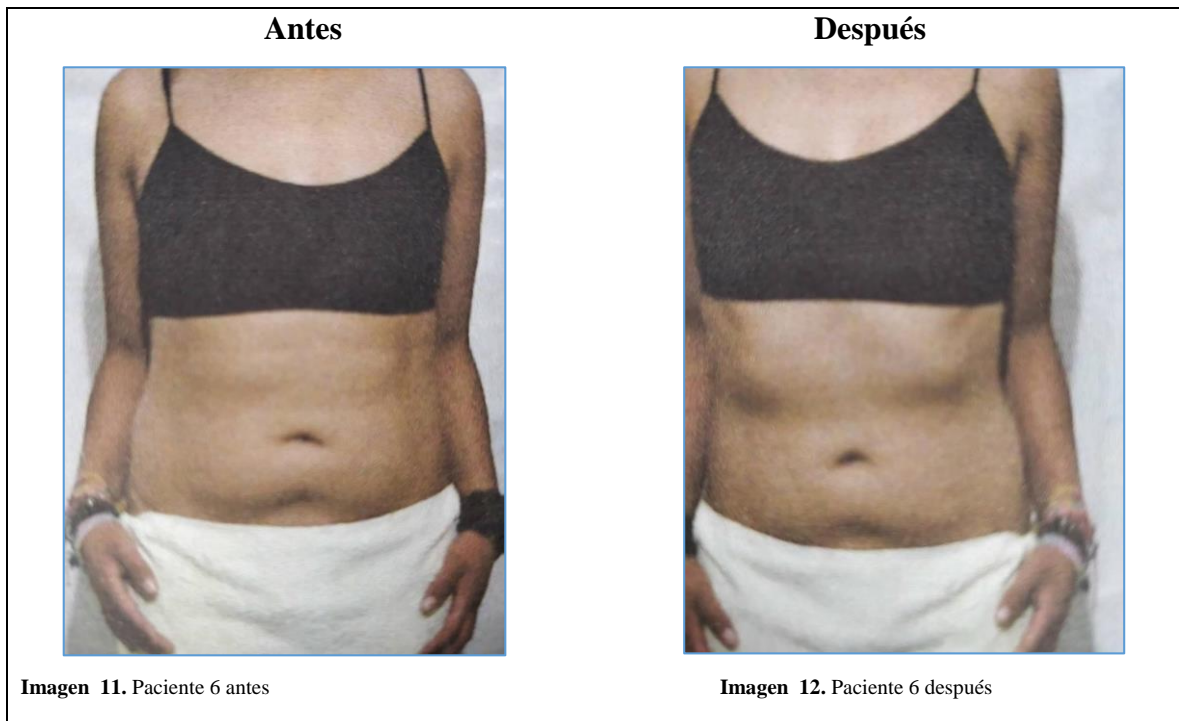 Antes
Después
Imagen 11. Paciente 6 antes
Imagen 12. Paciente 6 después